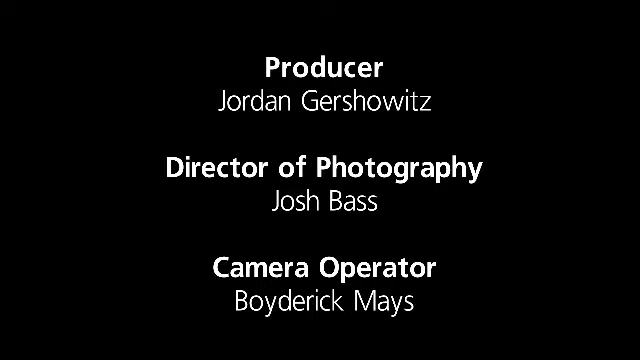 Producer
Jordan Gershowitz
Director of Photography
Josh Bass
Camera Operator
Boyderick Mays